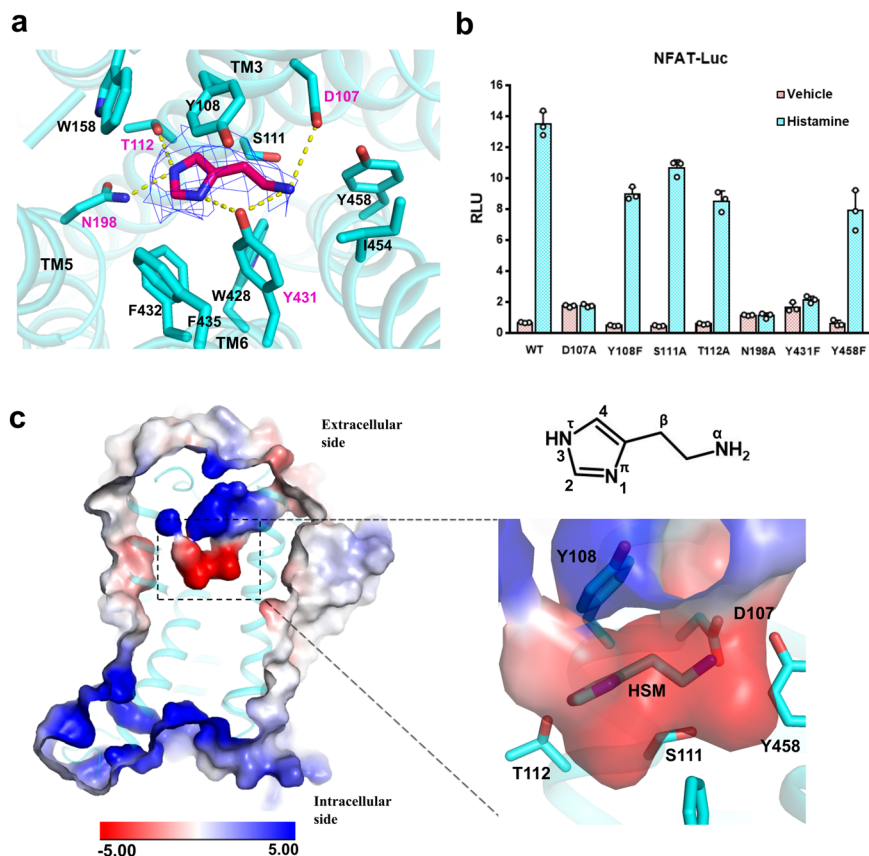 a
TM3
D107
Y108
W158
S111
T112
Y458
N198
I454
TM5
W428
Y431
F432
F435
TM6
b
NFAT-Luc
Vehicle
Histamine
RLU
16
14
12
10
8
6
4
2
0
WT D107A Y108F S111A T112A N198A Y431F Y458F
c
Extracellular
side
Intracellular
side
-5.00 5.00
τ 4 β α
HN NH₂
3 π
2 N 1
Y108
D107
HSM
Y458
T112
S111